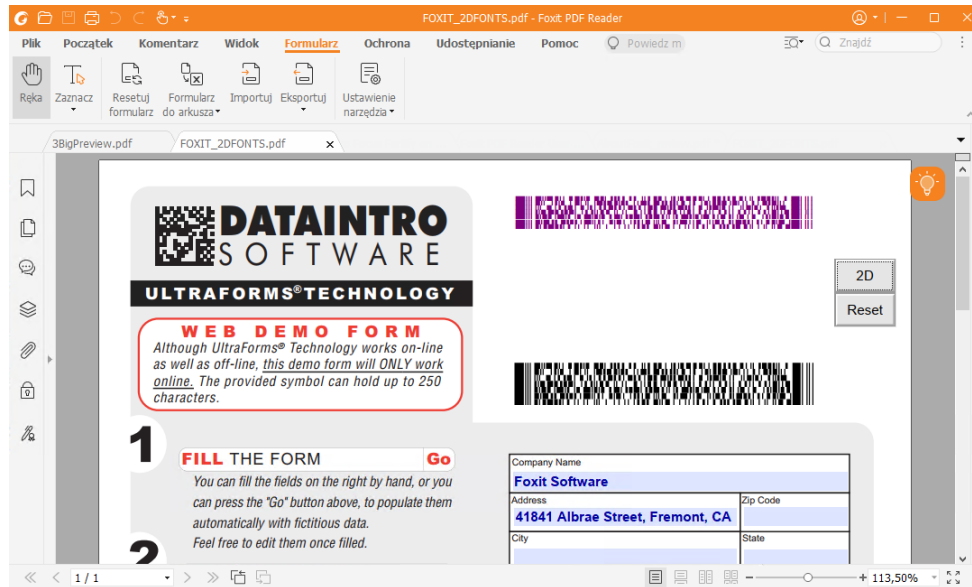 FOXIT_2DFONTS.pdf - Foxit PDF Reader
Plik Początek Komentarz Widok Formularz Ochrona Udostępnianie Pomoc Powiedz m Znajdź
Ręka Zaznacz Resetuj formularz Formularz do arkusza Importuj Eksportuj Ustawienie narzędzia
3BigPreview.pdf FOXIT_2DFONTS.pdf x
DATAINTRO
SOFTWARE
ULTRAFORMS®TECHNOLOGY
WEB DEMO FORM
Although UltraForms® Technology works on-line
as well as off-line, this demo form will ONLY work
online. The provided symbol can hold up to 250
characters.
2D
Reset
1
FILL THE FORM Go
You can fill the fields on the right by hand, or you
can press the "Go" button above, to populate them
automatically with fictitious data.
Feel free to edit them once filled.
2
Company Name
Foxit Software
Address Zip Code
41841 Albrae Street, Fremont, CA
City State
1 / 1 113,50%